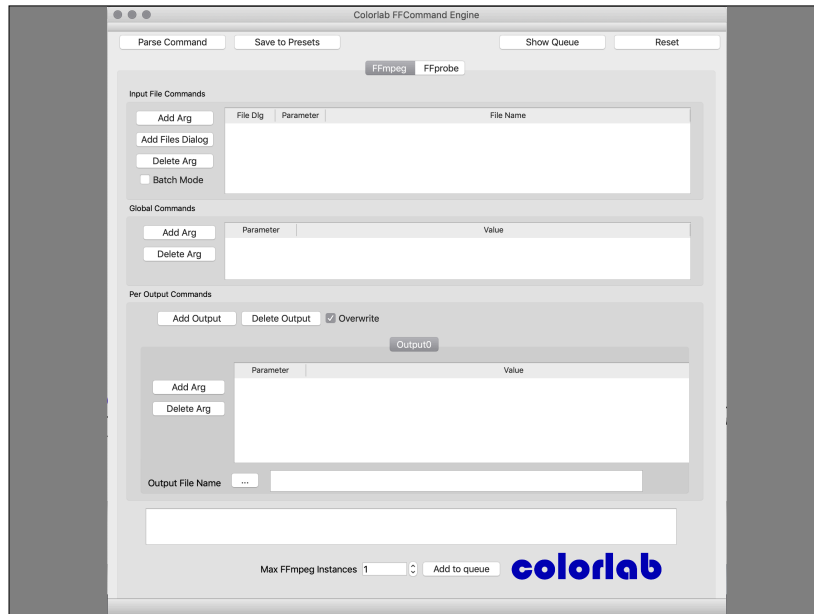 Colorlab FFCommand Engine
Parse Command Save to Presets Show Queue Reset
FFmpeg FFprobe
Input File Commands
Add Arg File Dlg Parameter File Name
Add Files Dialog
Delete Arg
Batch Mode
Global Commands
Add Arg Parameter Value
Delete Arg
Per Output Commands
Add Output Delete Output Overwrite
Output0
Parameter Value
Add Arg
Delete Arg
Output File Name ...
Max FFmpeg Instances 1 Add to queue colorlab